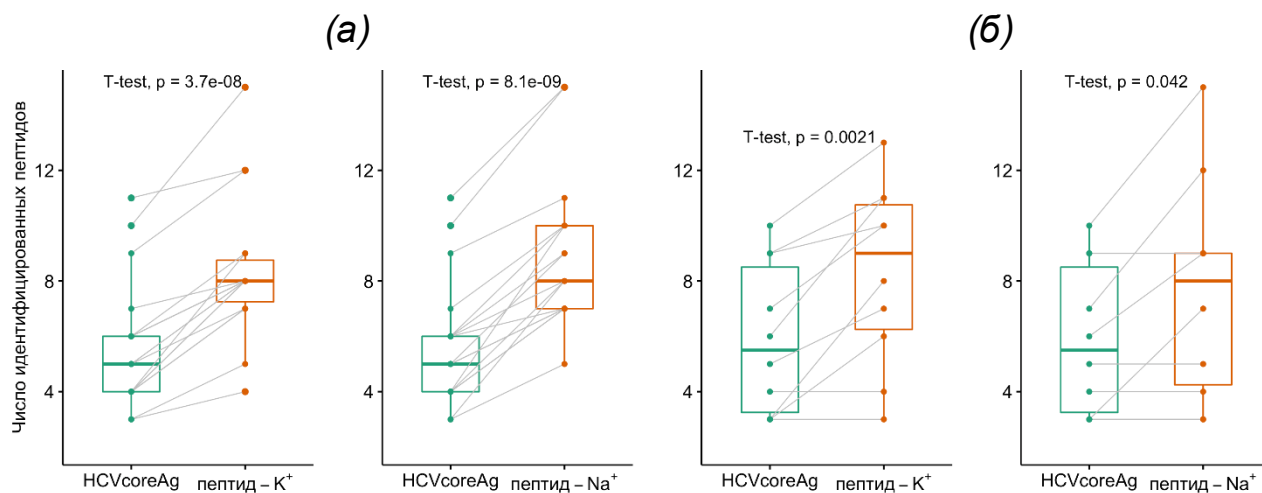 (а) (б)
T-test, p = 3.7e-08 T-test, p = 8.1e-09 T-test, p = 0.0021 T-test, p = 0.042
Число идентифицированных пептидов
12 12 12 12
8 8 8 8
4 4 4 4
HCVcoreAg пептид – K⁺ HCVcoreAg пептид – Na⁺ HCVcoreAg пептид – K⁺ HCVcoreAg пептид – Na⁺